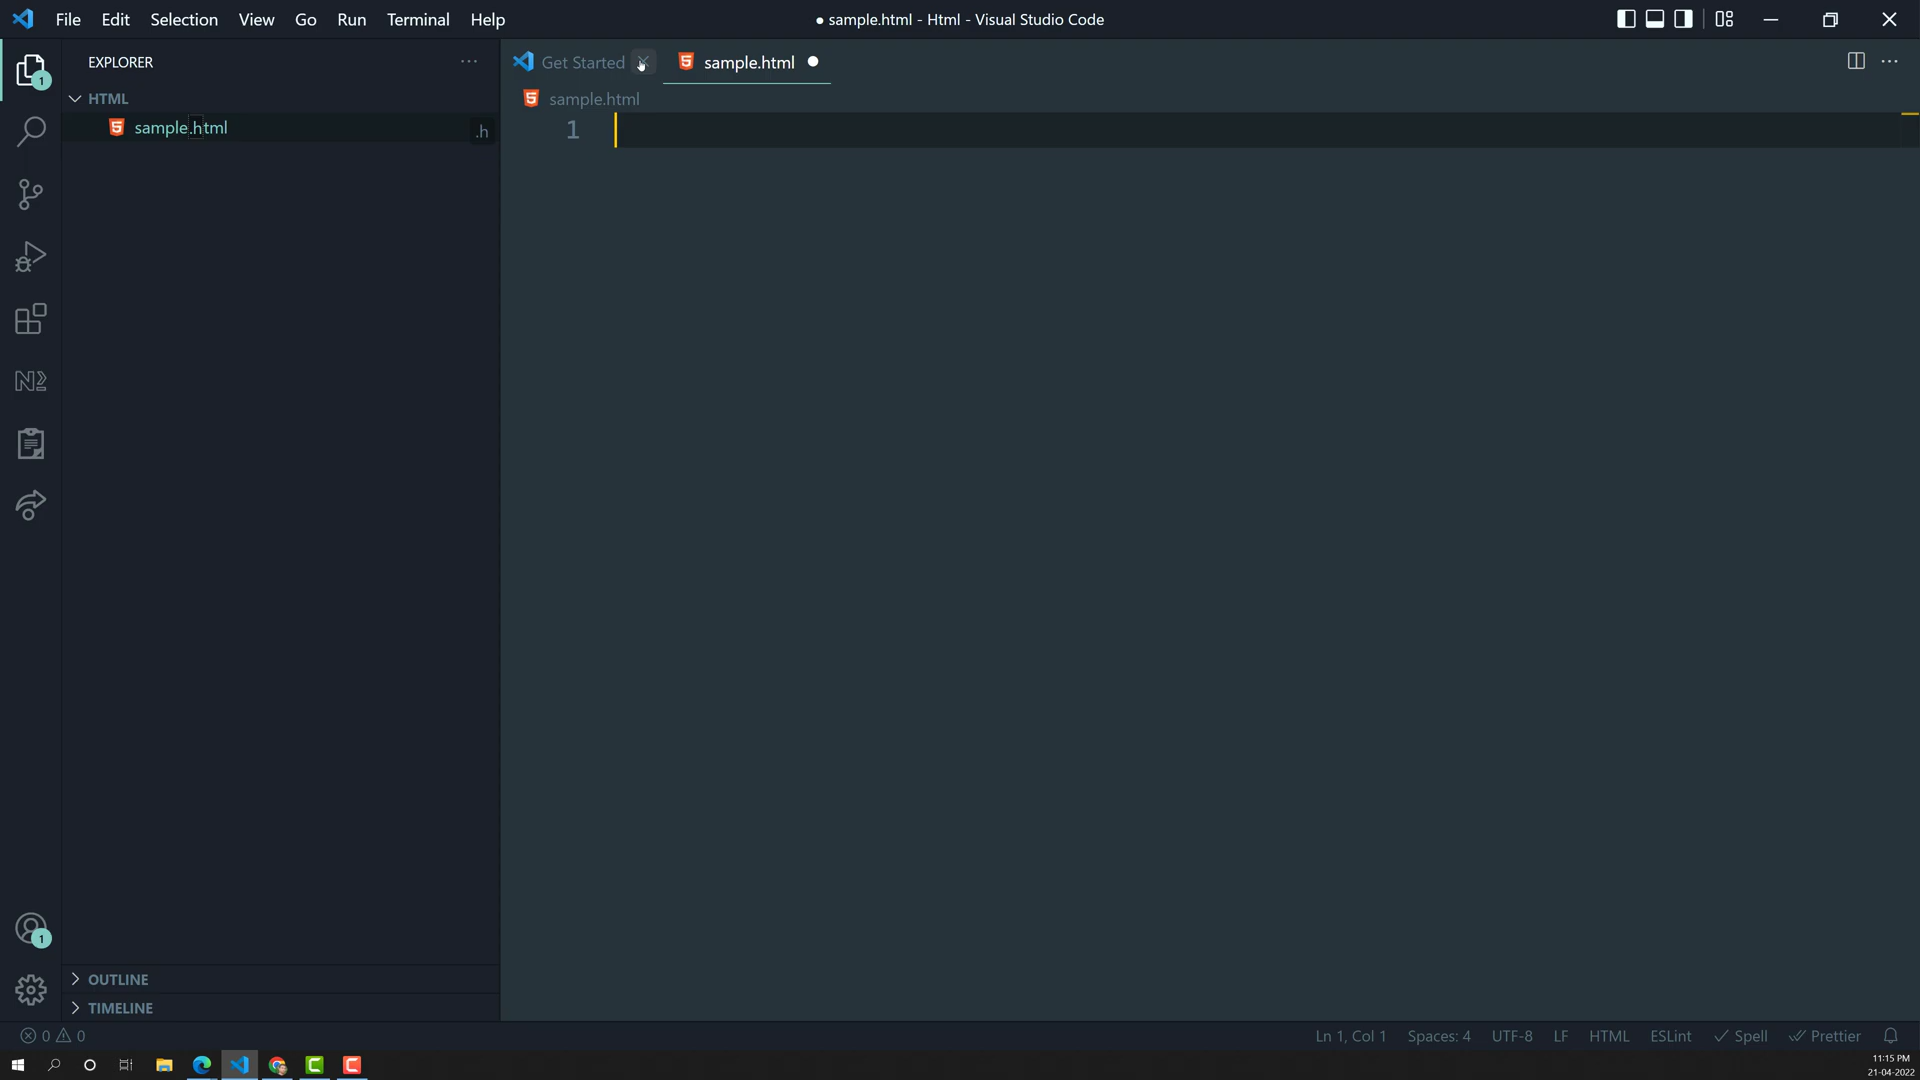 File Edit Selection View Go Run Terminal Help
● sample.html - Html - Visual Studio Code
EXPLORER
1
HTML
sample.html
.h
Get Started
sample.html
sample.html
1
1
OUTLINE
TIMELINE
0 0
Ln 1, Col 1 Spaces: 4 UTF-8 LF HTML ESLint Spell Prettier
11:15 PM
21-04-2022